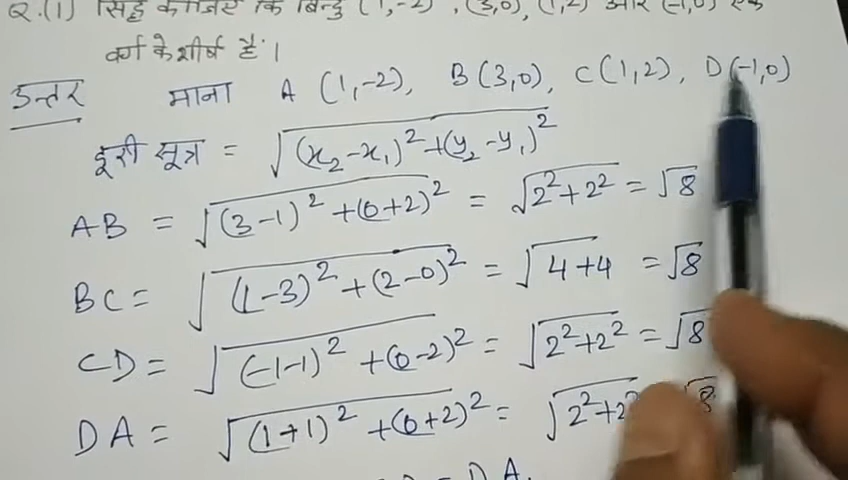 Q.(1) सिद्ध कीजिए कि बिन्दु (1,-2), (3,0), (1,2) और (-1,0) एक
वर्ग के शीर्ष हैं।
उत्तर माना A (1,-2), B(3,0), C(1,2), D(-1,0)
दूरी सूत्र = √(x₂-x₁)²+(y₂-y₁)²
AB = √(3-1)²+(0+2)² = √2²+2² = √8
BC = √(1-3)²+(2-0)² = √4+4 = √8
CD = √(-1-1)²+(0-2)² = √2²+2² = √8
DA = √(1+1)²+(0+2)² = √2²+2² √8
= DA.